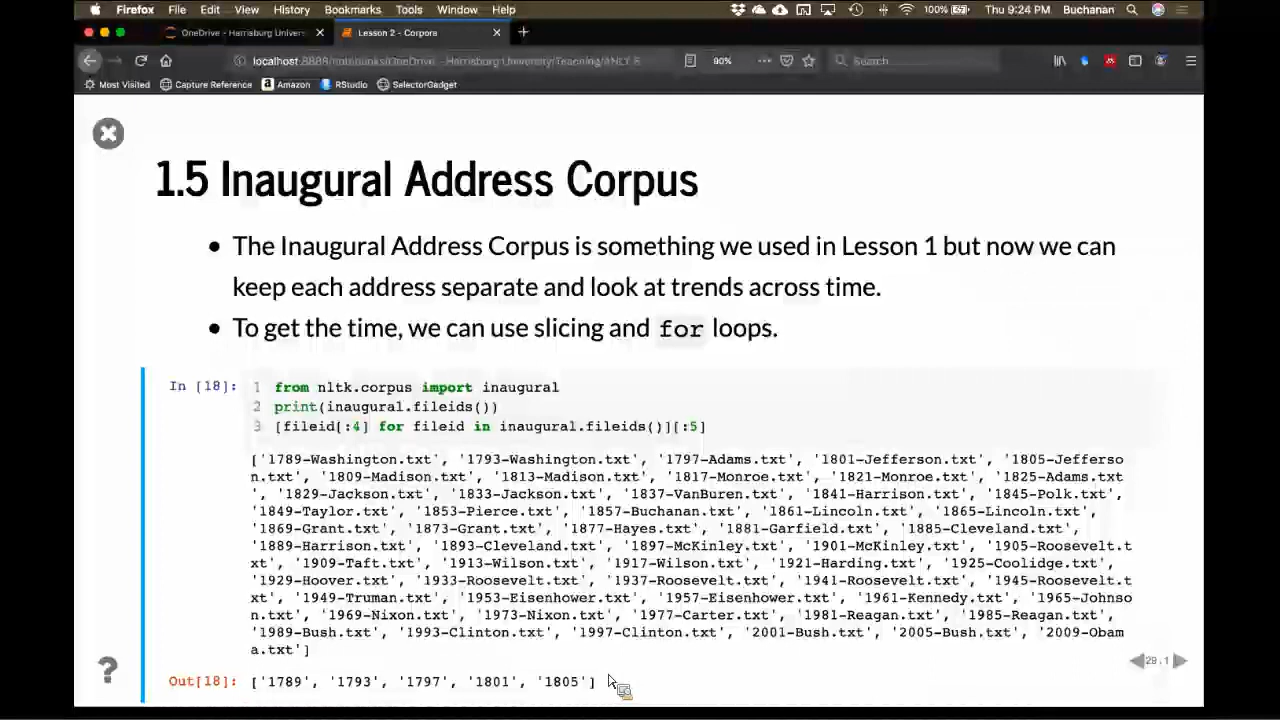 Firefox File Edit View History Bookmarks Tools Window Help 100% Thu 9:24 PM Buchanan
OneDrive - Harrisburg Univers Lesson 2 - Corpora
90% Search
Most Visited Capture Reference Amazon RStudio SelectorGadget
1.5 Inaugural Address Corpus
• The Inaugural Address Corpus is something we used in Lesson 1 but now we can
keep each address separate and look at trends across time.
• To get the time, we can use slicing and for loops.
In [18]: 1 from nltk.corpus import inaugural
2 print(inaugural.fileids())
3 [fileid[:4] for fileid in inaugural.fileids()][:5]
['1789-Washington.txt', '1793-Washington.txt', '1797-Adams.txt', '1801-Jefferson.txt', '1805-Jefferso
n.txt', '1809-Madison.txt', '1813-Madison.txt', '1817-Monroe.txt', '1821-Monroe.txt', '1825-Adams.txt
', '1829-Jackson.txt', '1833-Jackson.txt', '1837-VanBuren.txt', '1841-Harrison.txt', '1845-Polk.txt',
'1849-Taylor.txt', '1853-Pierce.txt', '1857-Buchanan.txt', '1861-Lincoln.txt', '1865-Lincoln.txt',
'1869-Grant.txt', '1873-Grant.txt', '1877-Hayes.txt', '1881-Garfield.txt', '1885-Cleveland.txt',
'1889-Harrison.txt', '1893-Cleveland.txt', '1897-McKinley.txt', '1901-McKinley.txt', '1905-Roosevelt.t
xt', '1909-Taft.txt', '1913-Wilson.txt', '1917-Wilson.txt', '1921-Harding.txt', '1925-Coolidge.txt',
'1929-Hoover.txt', '1933-Roosevelt.txt', '1937-Roosevelt.txt', '1941-Roosevelt.txt', '1945-Roosevelt.t
xt', '1949-Truman.txt', '1953-Eisenhower.txt', '1957-Eisenhower.txt', '1961-Kennedy.txt', '1965-Johnso
n.txt', '1969-Nixon.txt', '1973-Nixon.txt', '1977-Carter.txt', '1981-Reagan.txt', '1985-Reagan.txt',
'1989-Bush.txt', '1993-Clinton.txt', '1997-Clinton.txt', '2001-Bush.txt', '2005-Bush.txt', '2009-Obam
a.txt']
29.1
Out[18]: ['1789', '1793', '1797', '1801', '1805']